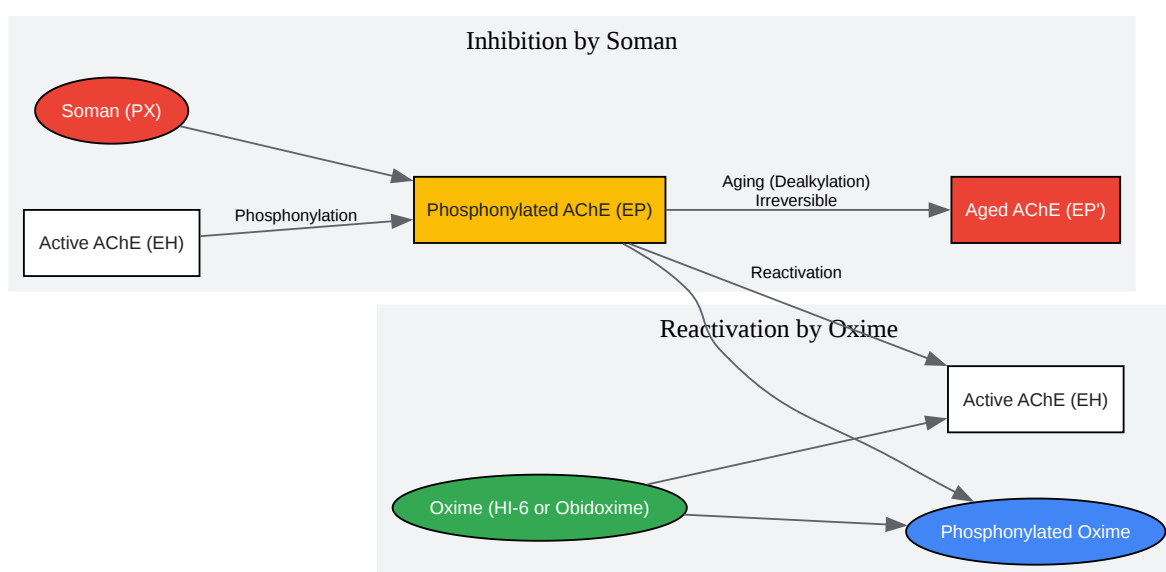 Inhibition by Soman
Soman (PX)
Active AChE (EH)
Phosphonylation
Phosphonylated AChE (EP)
Aging (Dealkylation)
Irreversible
Aged AChE (EP')
Reactivation
Reactivation by Oxime
Active AChE (EH)
Oxime (HI-6 or Obidoxime)
Phosphonylated Oxime